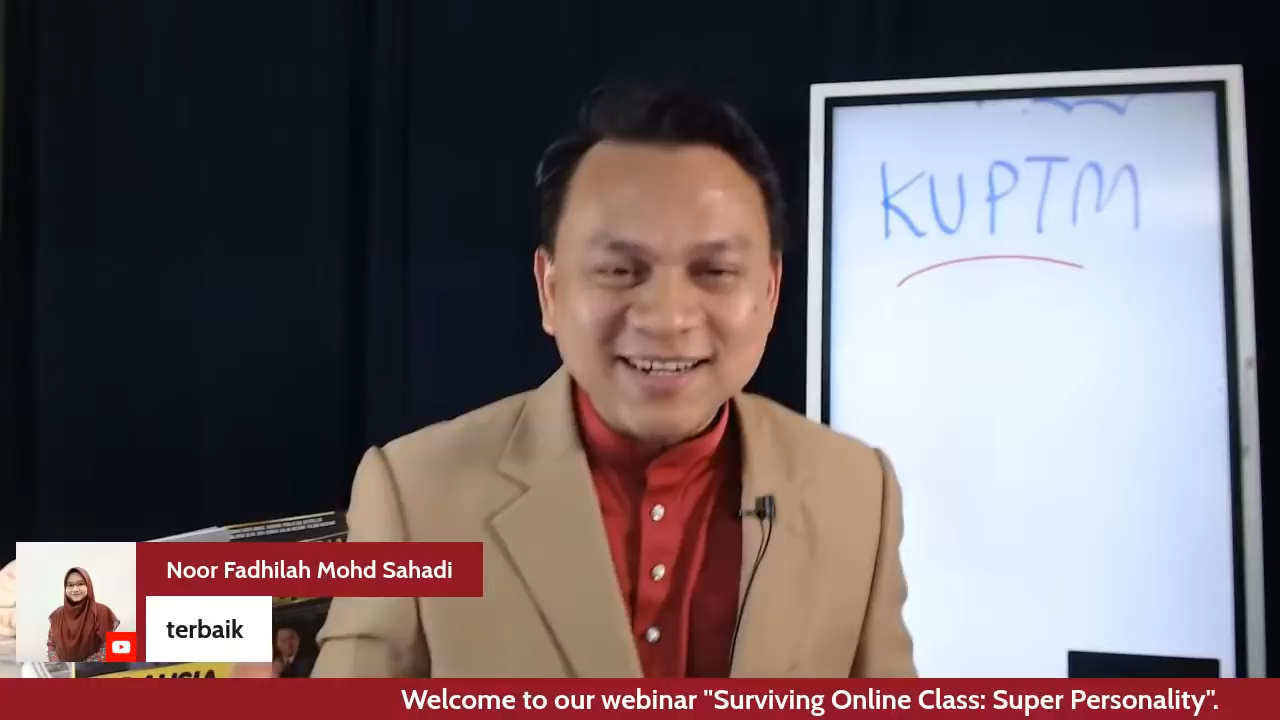 KUPTM
Noor Fadhilah Mohd Sahadi
terbaik
Welcome to our webinar "Surviving Online Class: Super Personality".